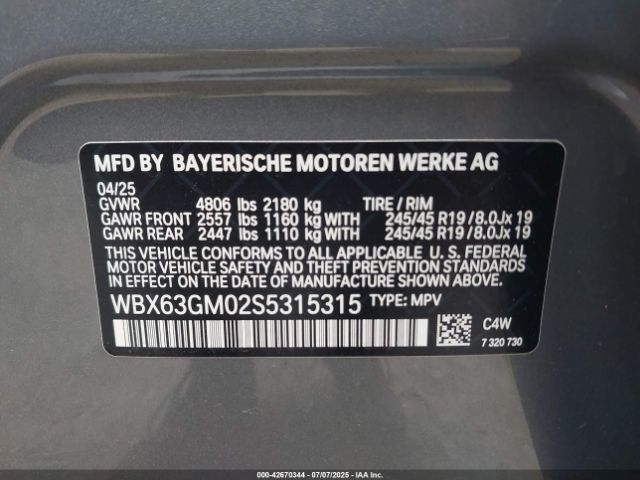 MFD BY BAYERISCHE MOTOREN WERKE AG
04/25
GVWR 4806 lbs 2180 kg TIRE / RIM
GAWR FRONT 2557 lbs 1160 kg WITH 245/45 R19/8.0Jx 19
GAWR REAR 2447 lbs 1110 kg WITH 245/45 R19/8.0Jx 19
THIS VEHICLE CONFORMS TO ALL APPLICABLE U. S. FEDERAL
MOTOR VEHICLE SAFETY AND THEFT PREVENTION
STANDARDS IN EFFECT ON THE DATE OF MANUFACTURE
SHOWN ABOVE.
WBX63GM02S5315315 TYPE: MPV
C4W
7 320 730
000-42670344 - 07/07/2025 - IAA Inc.